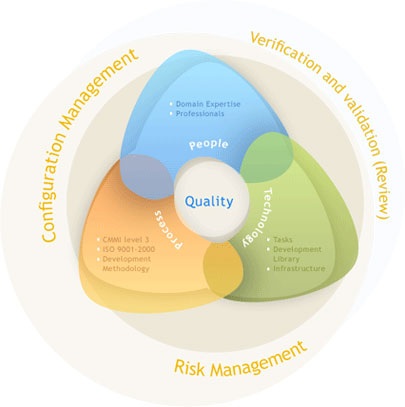 Configuration Management
Verification and validation (Review)
• Domain Expertise
• Professionals
People
Quality
Process
Technology
• CMMI level 3
• ISO 9001-2000
• Development
Methodology
• Tasks
• Development
Library
• Infrastructure
Risk Management